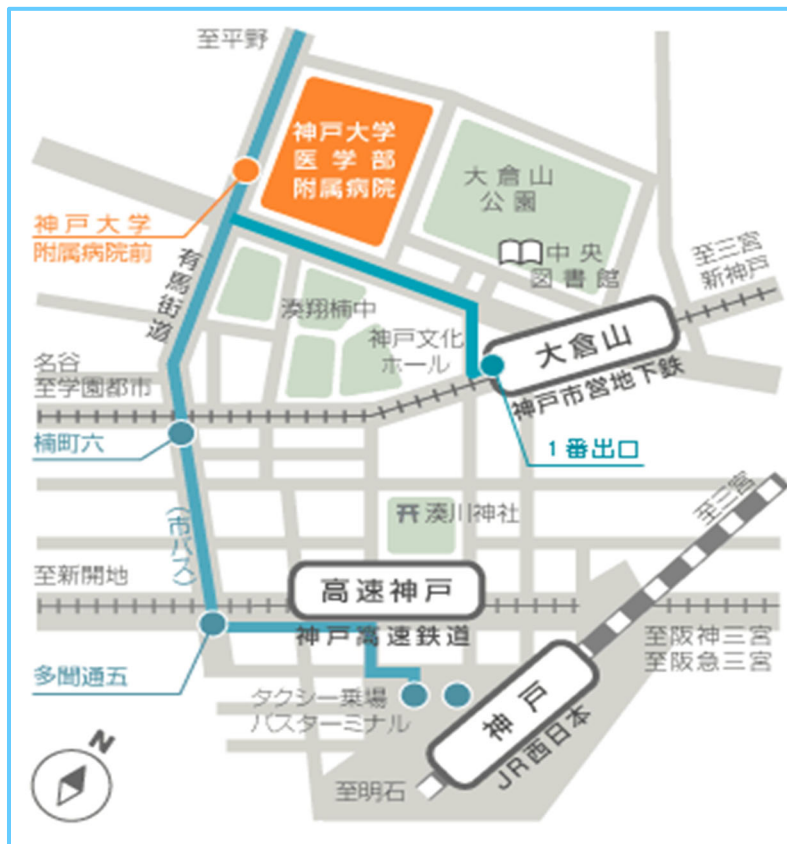 至平野
神戸大学
医学部
附属病院
大倉山
公園
神戸大学
附属病院前
中央
図書館
至三宮
新神戸
有馬街道
湊翔楠中
神戸文化
ホール
大倉山
神戸市営地下鉄
名谷
至学園都市
楠町六
1番出口
至三宮
湊川神社
(市バス)
至新開地
高速神戸
神戸高速鉄道
至阪神三宮
至阪急三宮
多聞通五
タクシー乗場
バスターミナル
神戸
JR西日本
至明石
N